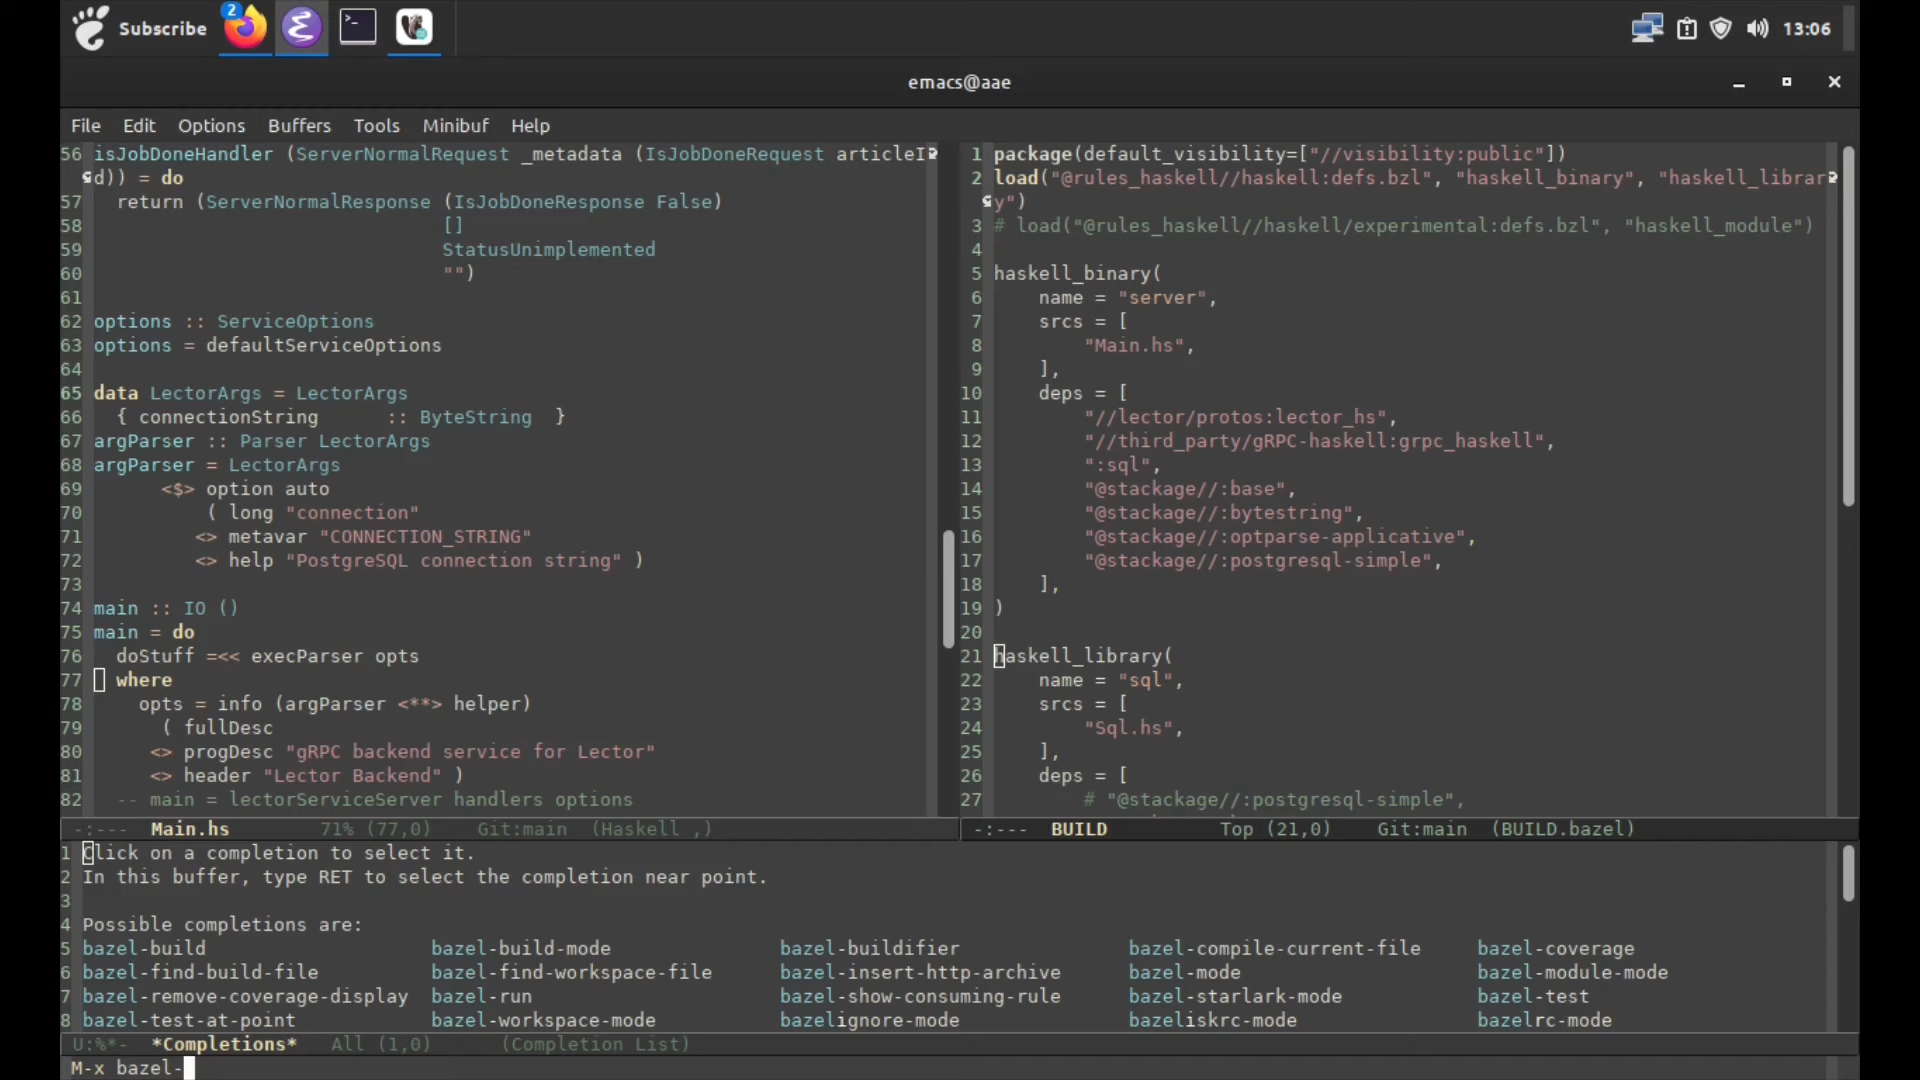 Subscribe
2
13:06
emacs@aae
File Edit Options Buffers Tools Minibuf Help
56 isJobDoneHandler (ServerNormalRequest _metadata (IsJobDoneRequest articleI
d)) = do
57 return (ServerNormalResponse (IsJobDoneResponse False)
58 []
59 StatusUnimplemented
60 "")
61
62 options :: ServiceOptions
63 options = defaultServiceOptions
64
65 data LectorArgs = LectorArgs
66 { connectionString :: ByteString }
67 argParser :: Parser LectorArgs
68 argParser = LectorArgs
69 <$> option auto
70 ( long "connection"
71 <> metavar "CONNECTION_STRING"
72 <> help "PostgreSQL connection string" )
73
74 main :: IO ()
75 main = do
76 doStuff =<< execParser opts
77 where
78 opts = info (argParser <**> helper)
79 ( fullDesc
80 <> progDesc "gRPC backend service for Lector"
81 <> header "Lector Backend" )
82 -- main = lectorServiceServer handlers options
-:--- Main.hs 71% (77,0) Git:main (Haskell ,)
1 package(default_visibility=["//visibility:public"])
2 load("@rules_haskell//haskell:defs.bzl", "haskell_binary", "haskell_librar
y")
3 # load("@rules_haskell//haskell/experimental:defs.bzl", "haskell_module")
4
5 haskell_binary(
6 name = "server",
7 srcs = [
8 "Main.hs",
9 ],
10 deps = [
11 "//lector/protos:lector_hs",
12 "//third_party/gRPC-haskell:grpc_haskell",
13 ":sql",
14 "@stackage//:base",
15 "@stackage//:bytestring",
16 "@stackage//:optparse-applicative",
17 "@stackage//:postgresql-simple",
18 ],
19 )
20
21 haskell_library(
22 name = "sql",
23 srcs = [
24 "Sql.hs",
25 ],
26 deps = [
27 # "@stackage//:postgresql-simple",
-:--- BUILD Top (21,0) Git:main (BUILD.bazel)
1 Click on a completion to select it.
2 In this buffer, type RET to select the completion near point.
3
4 Possible completions are:
5 bazel-build bazel-build-mode bazel-buildifier bazel-compile-current-file bazel-coverage
6 bazel-find-build-file bazel-find-workspace-file bazel-insert-http-archive bazel-mode bazel-module-mode
7 bazel-remove-coverage-display bazel-run bazel-show-consuming-rule bazel-starlark-mode bazel-test
8 bazel-test-at-point bazel-workspace-mode bazelignore-mode bazeliskrc-mode bazelrc-mode
U:%*- *Completions* All (1,0) (Completion List)
M-x bazel-